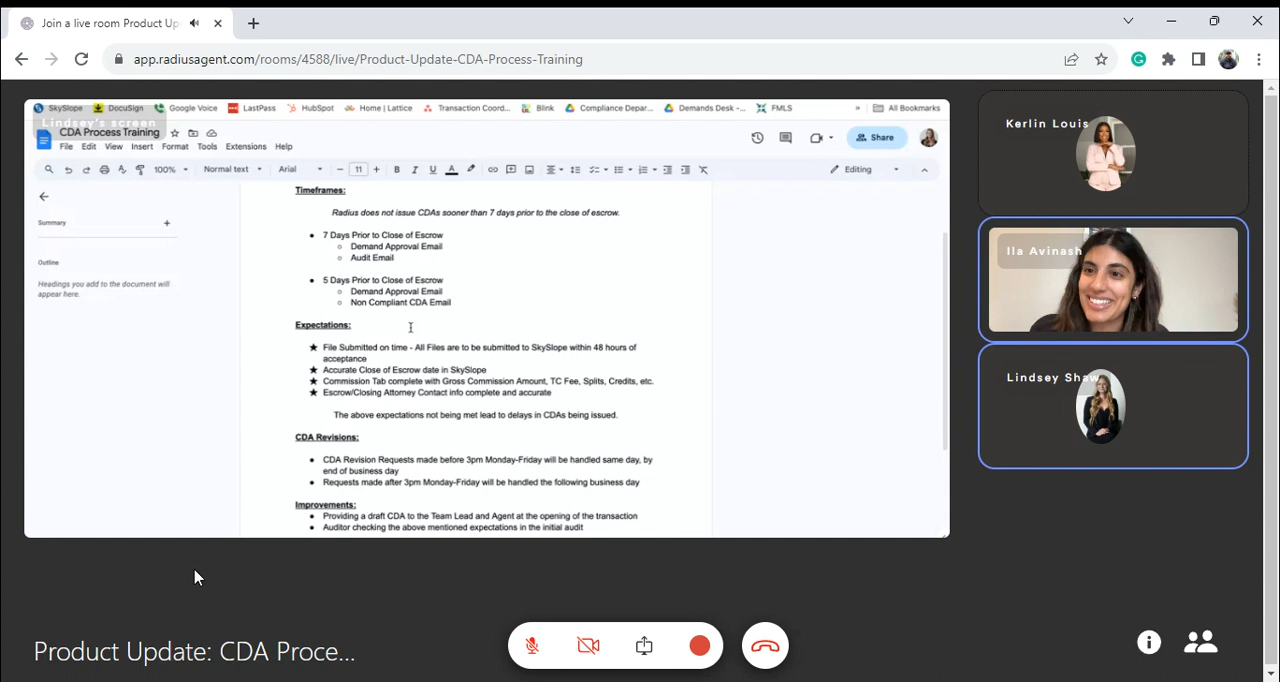 Join a live room Product Up
app.radiusagent.com/rooms/4588/live/Product-Update-CDA-Process-Training
SkySlope DocuSign Google Voice LastPass HubSpot Home | Lattice Transaction Coord... Blink Compliance Depar... Demands Desk -... FMLS » All Bookmarks
Lindsey's screen
CDA Process Training
Share
File Edit View Insert Format Tools Extensions Help
100% Normal text Arial 11 B I U A Editing
Summary
Outline
Headings you add to the document will
appear here.
Timeframes:
Radius does not issue CDAs sooner than 7 days prior to the close of escrow.
7 Days Prior to Close of Escrow
Demand Approval Email
Audit Email
5 Days Prior to Close of Escrow
Demand Approval Email
Non Compliant CDA Email
Expectations:
File Submitted on time - All Files are to be submitted to SkySlope within 48 hours of
acceptance
Accurate Close of Escrow date in SkySlope
Commission Tab complete with Gross Commission Amount, TC Fee, Splits, Credits, etc.
Escrow/Closing Attorney Contact info complete and accurate
The above expectations not being met lead to delays in CDAs being issued.
CDA Revisions:
CDA Revision Requests made before 3pm Monday-Friday will be handled same day, by
end of business day
Requests made after 3pm Monday-Friday will be handled the following business day
Improvements:
Providing a draft CDA to the Team Lead and Agent at the opening of the transaction
Auditor checking the above mentioned expectations in the initial audit
Kerlin Louis
Ila Avinash
Lindsey Shaw
Product Update: CDA Proce...